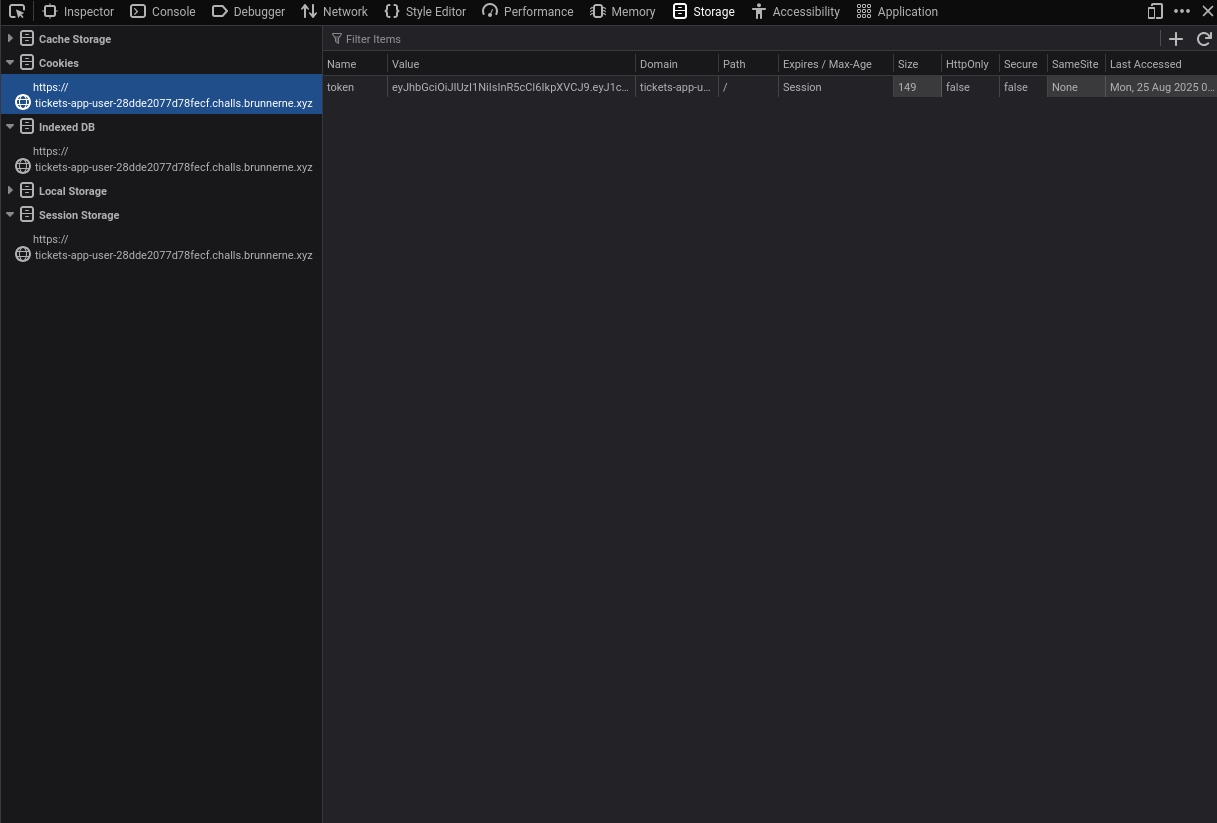 Inspector Console Debugger Network Style Editor Performance Memory Storage Accessibility Application
Cache Storage
Filter Items
Cookies
Name Value Domain Path Expires / Max-Age Size HttpOnly Secure SameSite Last Accessed
https://
tickets-app-user-28dde2077d78fecf.challs.brunnerne.xyz
token eyJhbGciOiJIUzI1NiIsInR5cCI6IkpXVCJ9.eyJ1c... tickets-app-u... / Session 149 false false None Mon, 25 Aug 2025 0...
Indexed DB
https://
tickets-app-user-28dde2077d78fecf.challs.brunnerne.xyz
Local Storage
Session Storage
https://
tickets-app-user-28dde2077d78fecf.challs.brunnerne.xyz